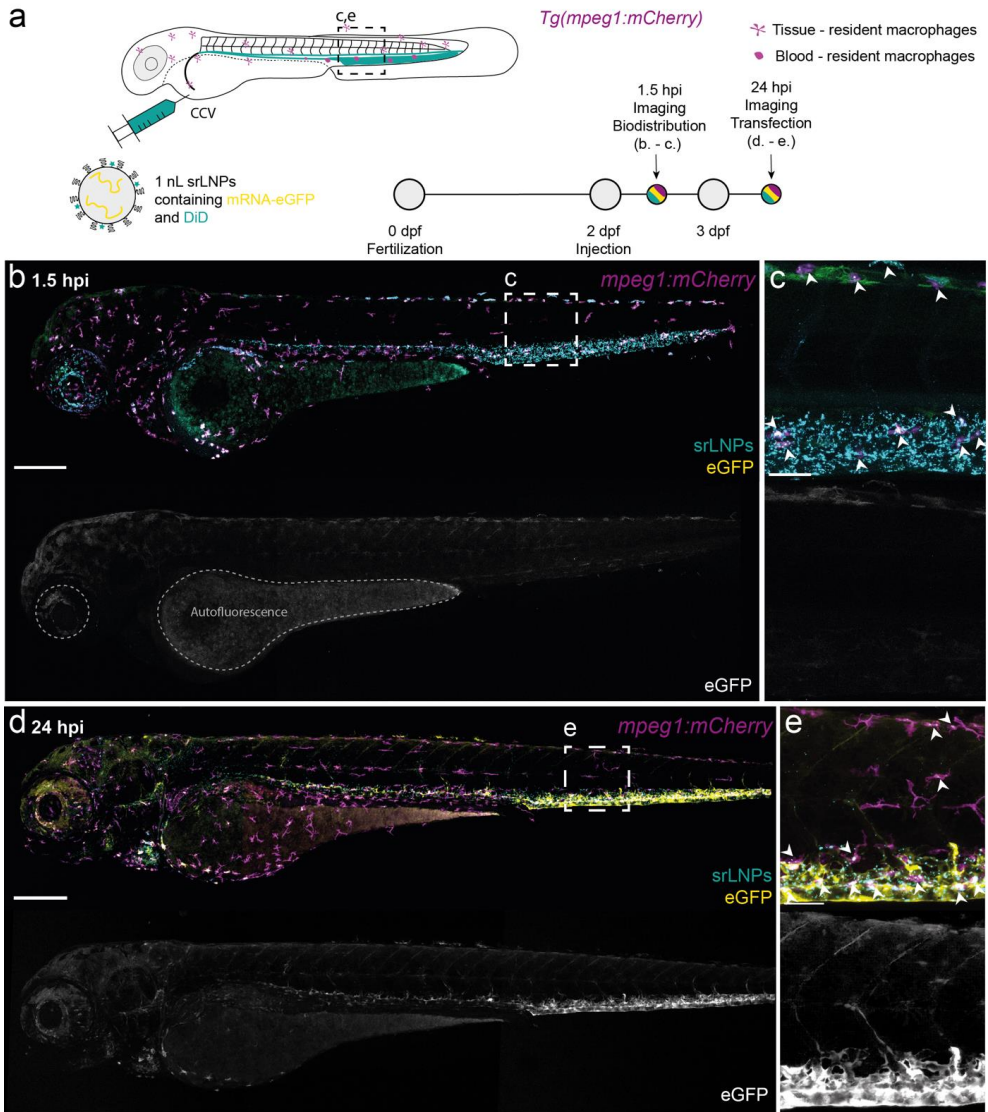 a
c,e
Tg(mpeg1:mCherry)
Tissue - resident macrophages
Blood - resident macrophages
CCV
1 nL srLNPs
containing mRNA-eGFP
and DiD
1.5 hpi
Imaging
Biodistribution
(b. - c.)
24 hpi
Imaging
Transfection
(d. - e.)
0 dpf
Fertilization
2 dpf
Injection
3 dpf
b 1.5 hpi
mpeg1:mCherry
c
srLNPs
eGFP
Autofluorescence
eGFP
c
d 24 hpi
mpeg1:mCherry
e
srLNPs
eGFP
eGFP
e